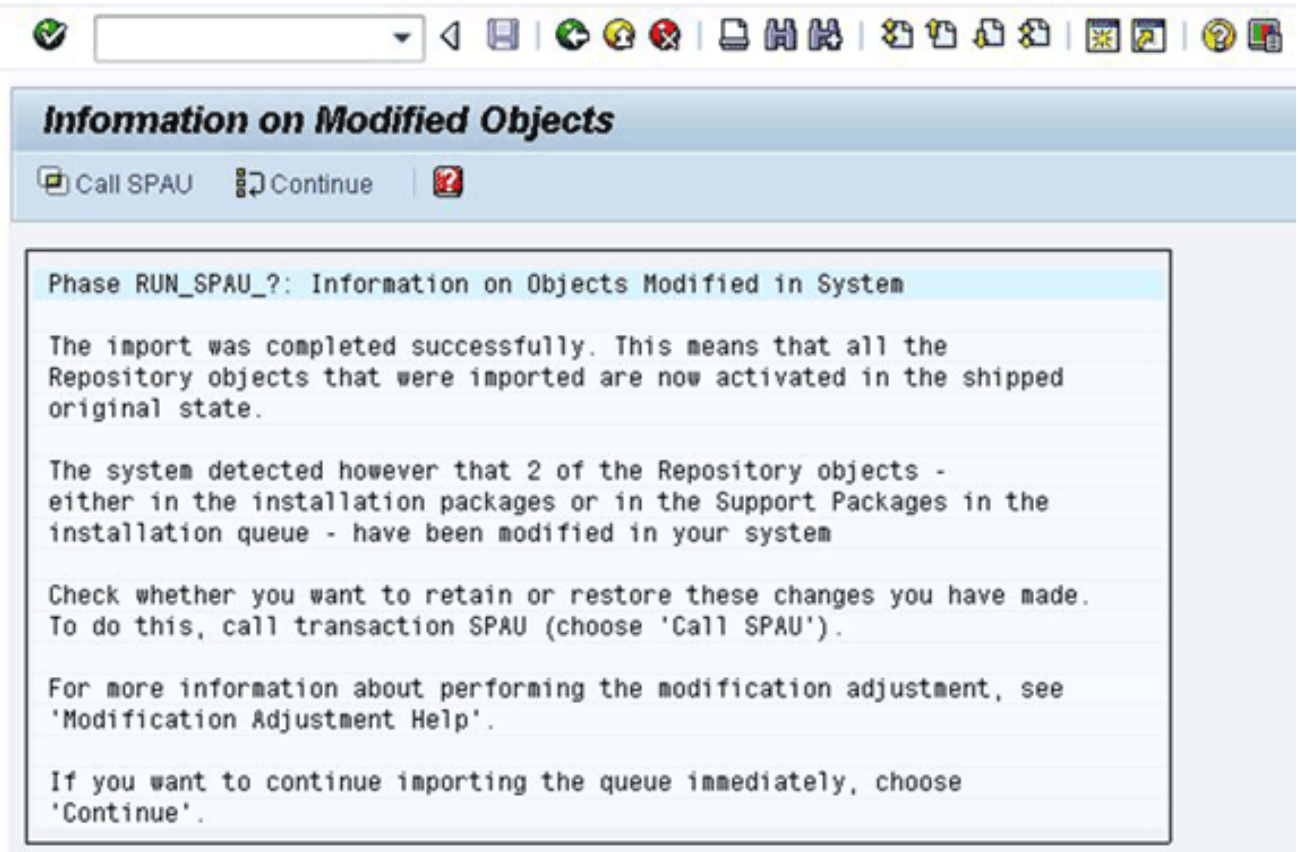 Information on Modified Objects
Call SPAU Continue
Phase RUN_SPAU_?: Information on Objects Modified in System
The import was completed successfully. This means that all the
Repository objects that were imported are now activated in the shipped
original state.
The system detected however that 2 of the Repository objects -
either in the installation packages or in the Support Packages in the
installation queue - have been modified in your system
Check whether you want to retain or restore these changes you have made.
To do this, call transaction SPAU (choose 'Call SPAU').
For more information about performing the modification adjustment, see
'Modification Adjustment Help'.
If you want to continue importing the queue immediately, choose
'Continue'.